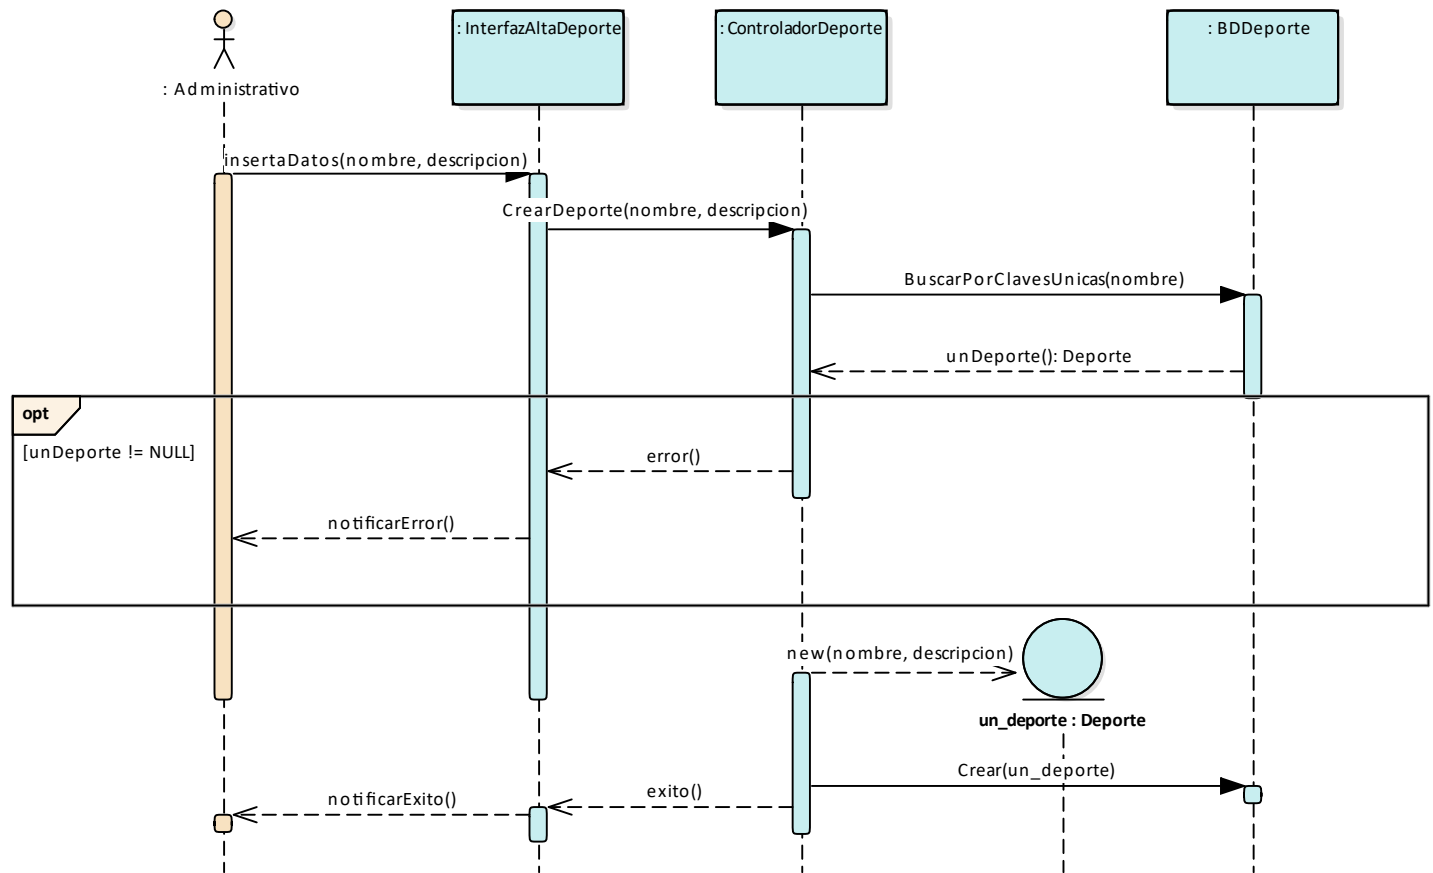 : Administrativo
: InterfazAltaDeporte
: ControladorDeporte
: BDDeporte
insertaDatos(nombre, descripcion)
CrearDeporte(nombre, descripcion)
BuscarPorClavesUnicas(nombre)
unDeporte(): Deporte
opt
[unDeporte != NULL]
error()
notificarError()
new(nombre, descripcion)
un_deporte : Deporte
Crear(un_deporte)
exito()
notificarExito()